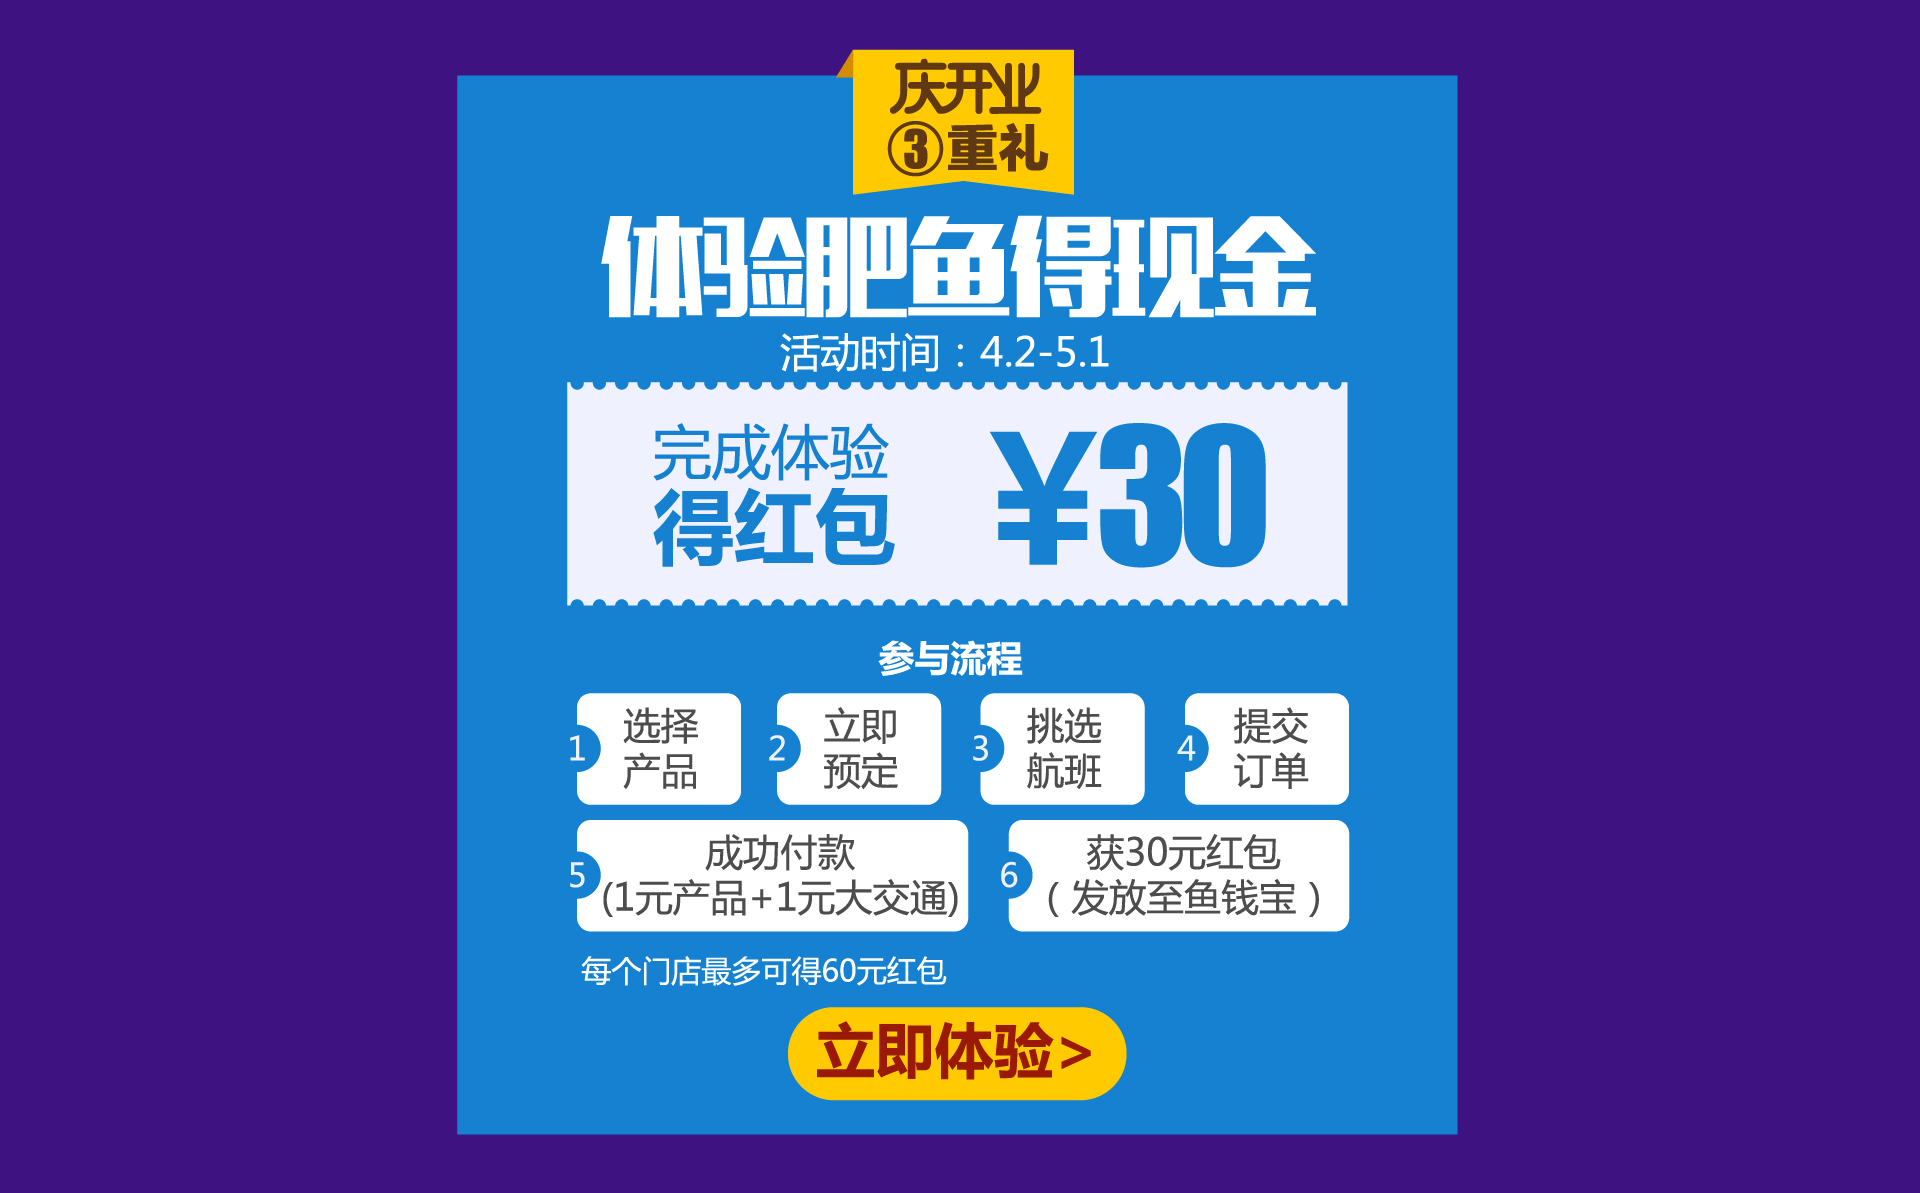 庆开业
③重礼
体验肥鱼得现金
活动时间：4.2-5.1
完成体验
得红包
¥30
参与流程
1
选择
产品
2
立即
预定
3
挑选
航班
4
提交
订单
5
成功付款
(1元产品+1元大交通)
6
获30元红包
（发放至鱼钱宝）
每个门店最多可得60元红包
立即体验>